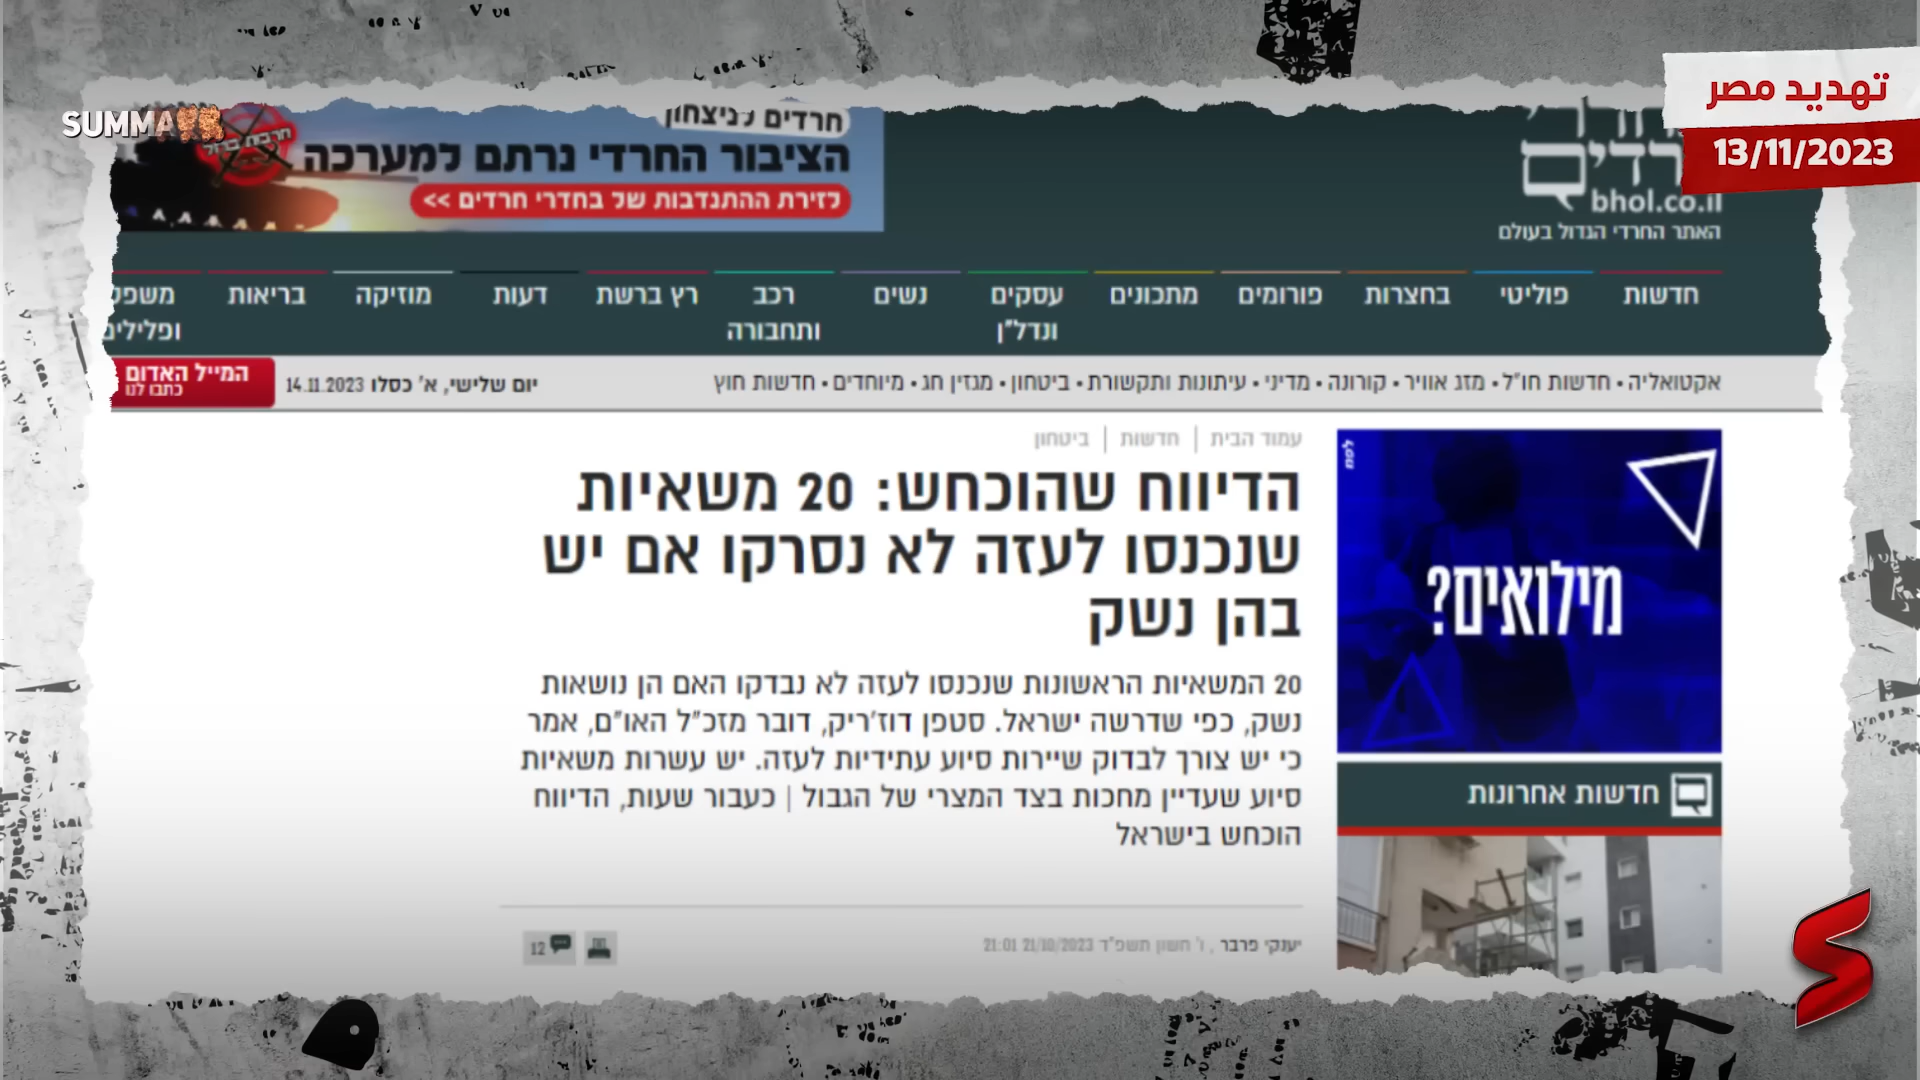 SUMMARR
تهديد مصر
13/11/2023
חרדים לניצחון
הציבור החרדי נרתם למערכה
לזירת ההתנדבות של בחדרי חרדים >>
חרבות ברזל
bhol.co.il
האתר החרדי הגדול בעולם
חדשות
פוליטי
בחצרות
פורומים
מתכונים
עסקים ונדל"ן
נשים
רכב ותחבורה
רץ ברשת
דעות
מוזיקה
בריאות
ופלילים
אקטואליה • חדשות חו"ל • מזג אוויר • קורונה • מדיני • עיתונות ותקשורת • ביטחון • מגזין חג • מיוחדים • חדשות חוץ
יום שלישי, א' כסלו 14.11.2023
המייל האדום
כתבו לנו
עמוד הבית | חדשות | ביטחון
הדיווח שהוכחש: 20 משאיות
שנכנסו לעזה לא נסרקו אם יש
בהן נשק
20 המשאיות הראשונות שנכנסו לעזה לא נבדקו האם הן נושאות
נשק, כפי שדרשה ישראל. סטפן דוז'ריק, דובר מזכ"ל האו"ם, אמר
כי יש צורך לבדוק שיירות סיוע עתידיות לעזה. יש עשרות משאיות
סיוע שעדיין מחכות בצד המצרי של הגבול | כעבור שעות, הדיווח
הוכחש בישראל
יענקי פרבר , ו' חשון תשפ"ד 21/10/2023 21:01
12
מילואים?
חדשות אחרונות